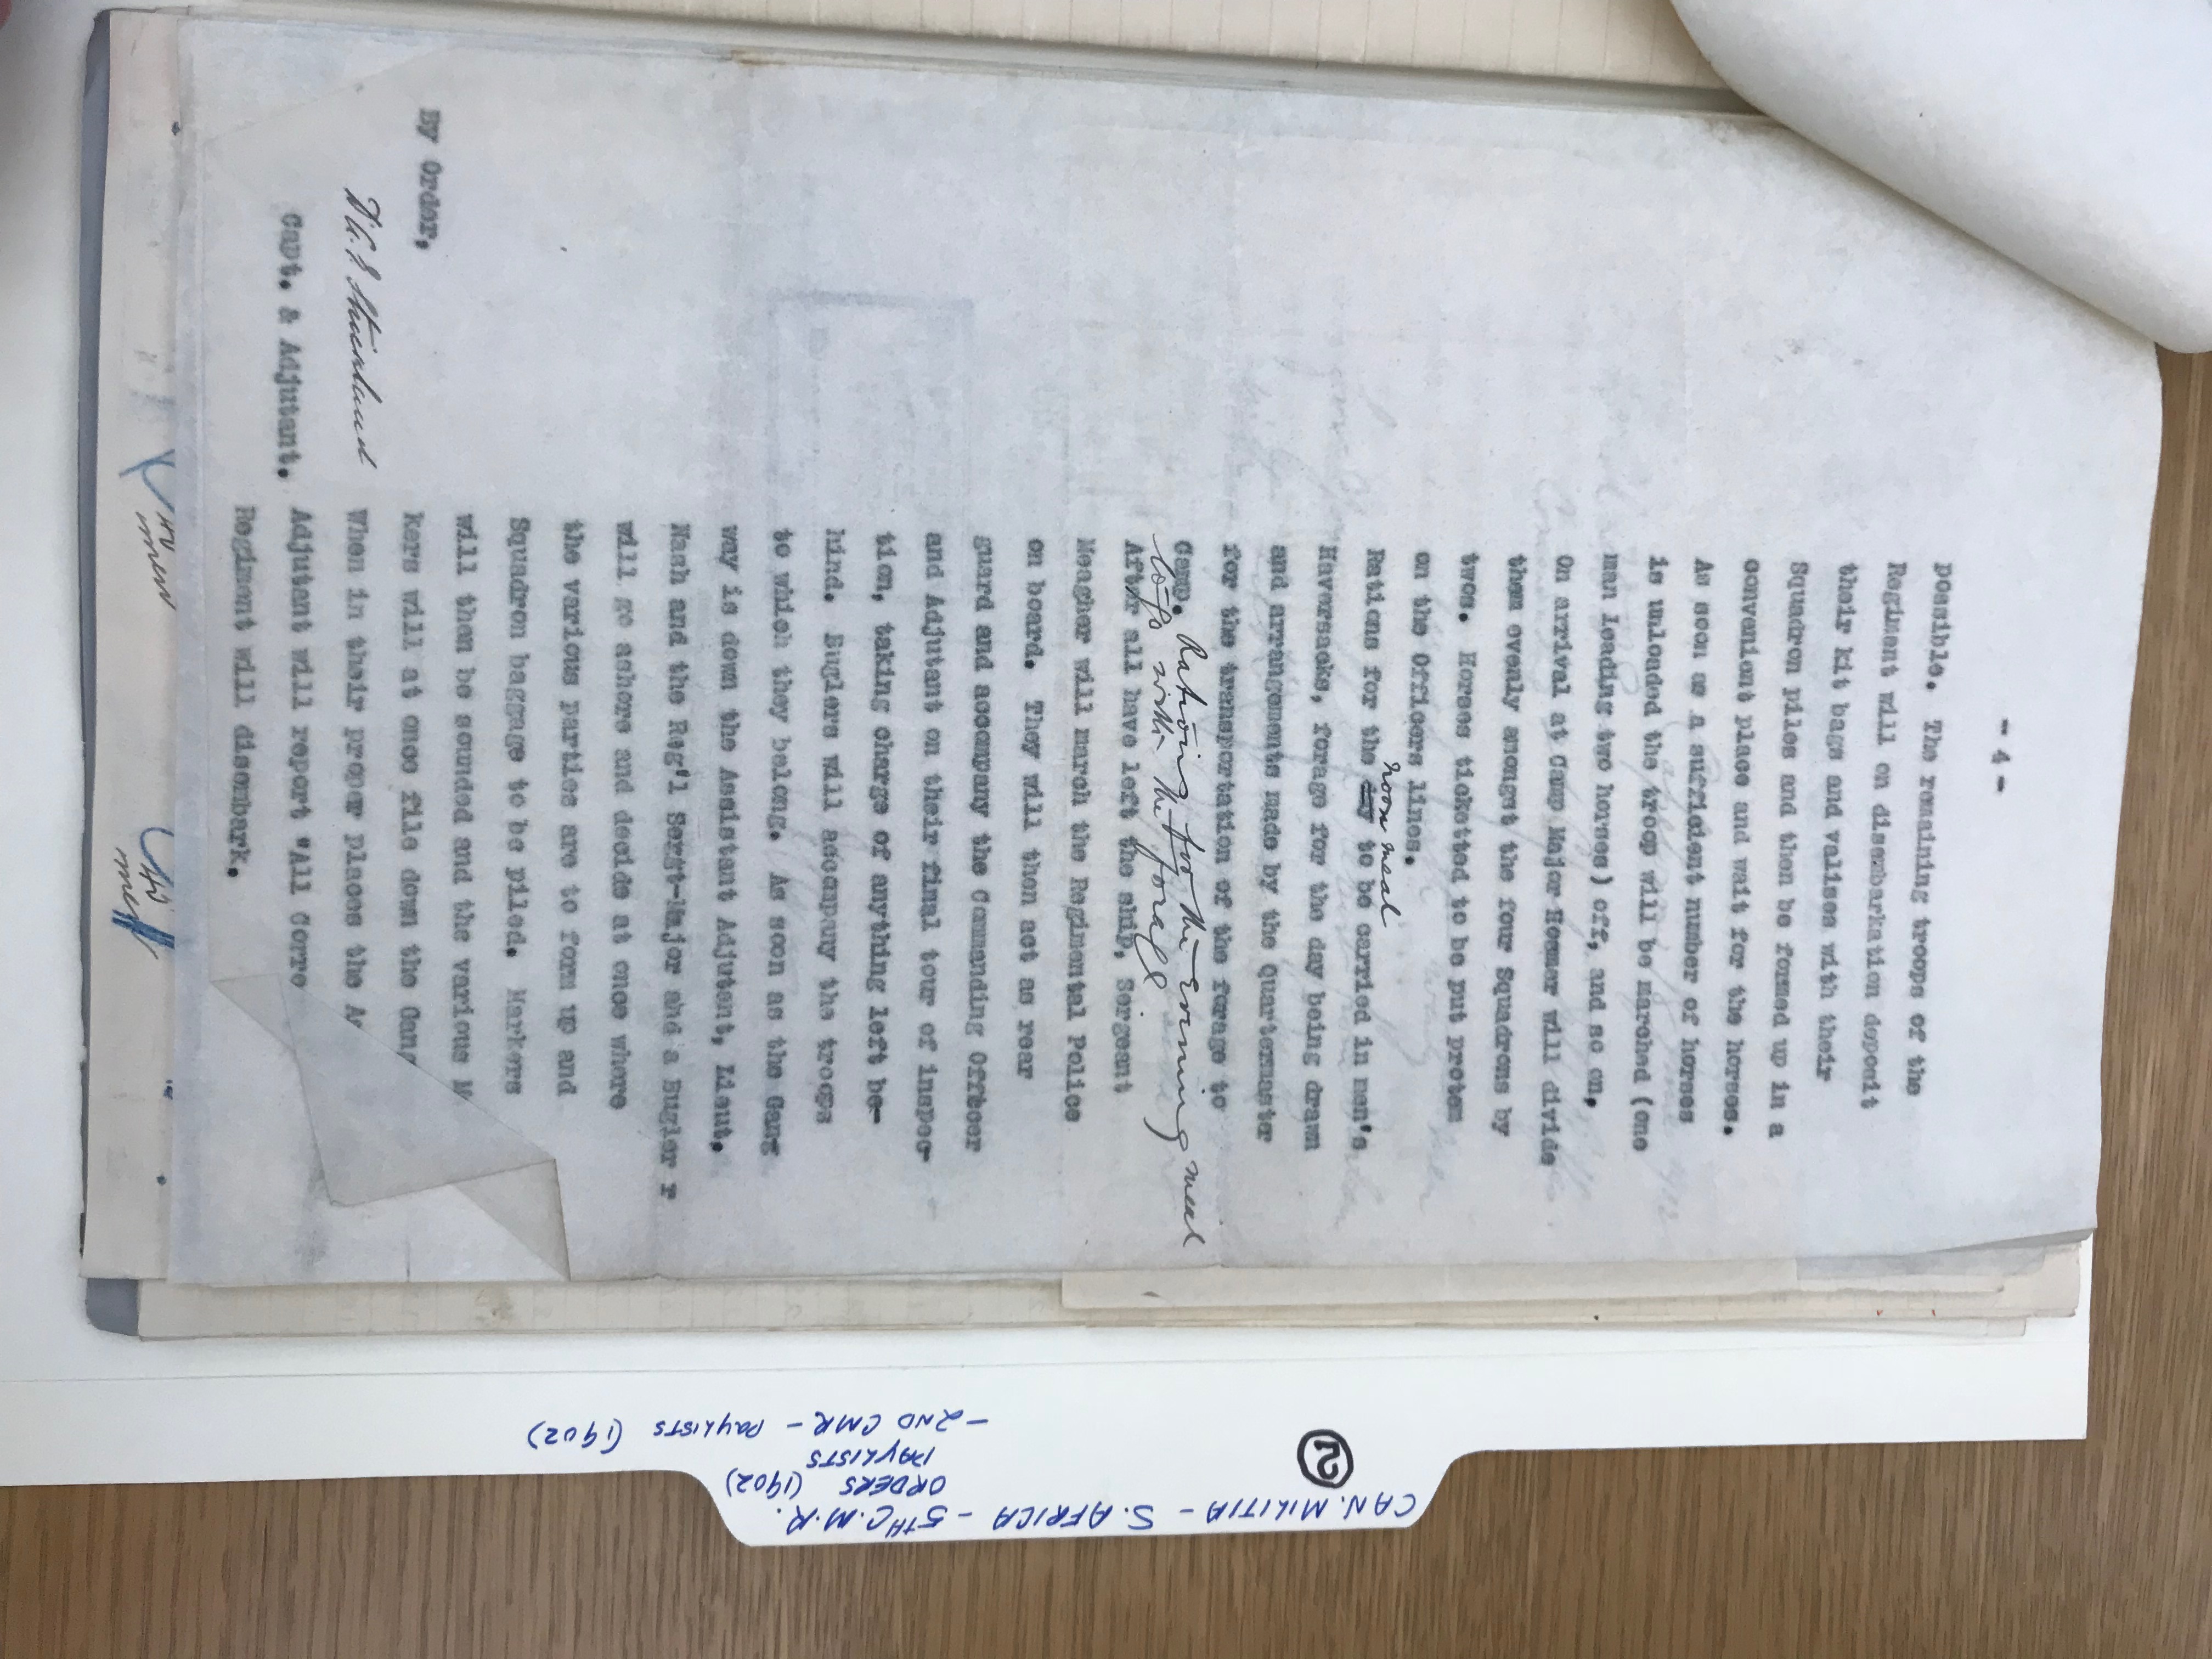 - 4 -
possible. The remaining troops of the
Regiment will on disembarkation deposit
their kit bags and valises with their
Squadron piles and then be formed up in a
convenient place and wait for the horses.
As soon as a sufficient number of horses
is unloaded the troop will be marched (one
man leading two horses) off, and so on,
On arrival at Camp Major Hosmer will divide
them evenly amongst the four Squadrons by
twos. Horses ticketted to be put protem
on the Officers lines.
noon meal
Rations for the day to be carried in men's
Haversacks, forage for the day being drawn
and arrangements made by the quartermaster
for the transportation of the forage to
Camp. Rations for the evening meal
to go with the forage
After all have left the ship, Sergeant
Meagher will march the Regimental Police
on board. They will then act as rear
guard and accompany the Commanding Officer
and Adjutant on their final tour of inspec-
tion, taking charge of anything left be-
hind. Buglers will accompany the troops
to which they belong. As soon as the Gang
way is down the Assistant Adjutant, Lieut.
Nash and the Reg'l Sergt-Major and a Bugler
will go ashore and decide at once where
the various parties are to form up and
Squadron baggage to be piled. Markers
will then be sounded and the various
kers will at once file down the Gang
When in their proper places the
Adjutant will report "All Corre
Regiment will disembark.
By Order,
Capt. & Adjutant.
men
men
CAN. MILITIA - S. AFRICA - 5TH C.M.R.
ORDERS (1902)
PAYLISTS
- 2ND CMR - PAYLISTS (1902)
2